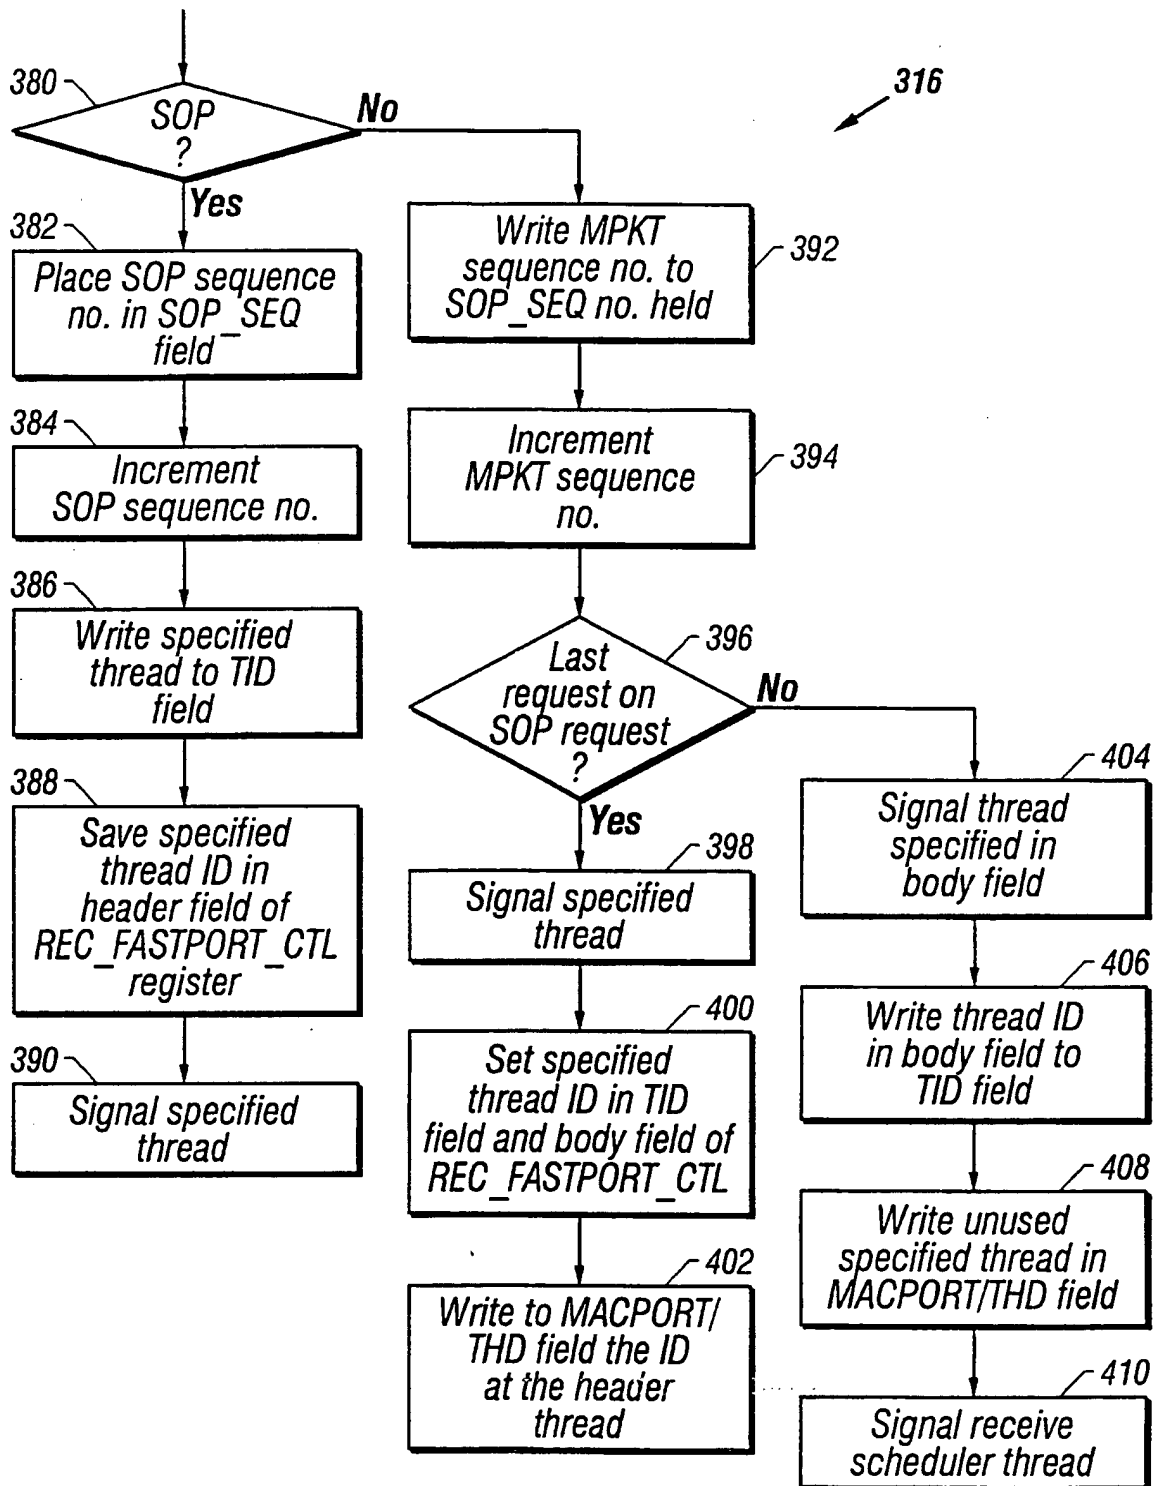 316
380
SOP
?
No
Yes
382
Place SOP sequence
no. in SOP_SEQ
field
384
Increment
SOP sequence no.
386
Write specified
thread to TID
field
388
Save specified
thread ID in
header field of
REC_FASTPORT_CTL
register
390
Signal specified
thread
392
Write MPKT
sequence no. to
SOP_SEQ no. held
394
Increment
MPKT sequence
no.
396
Last
request on
SOP request
?
No
Yes
398
Signal specified
thread
400
Set specified
thread ID in TID
field and body field of
REC_FASTPORT_CTL
402
Write to MACPORT/
THD field the ID
at the header
thread
404
Signal thread
specified in
body field
406
Write thread ID
in body field to
TID field
408
Write unused
specified thread in
MACPORT/THD field
410
Signal receive
scheduler thread